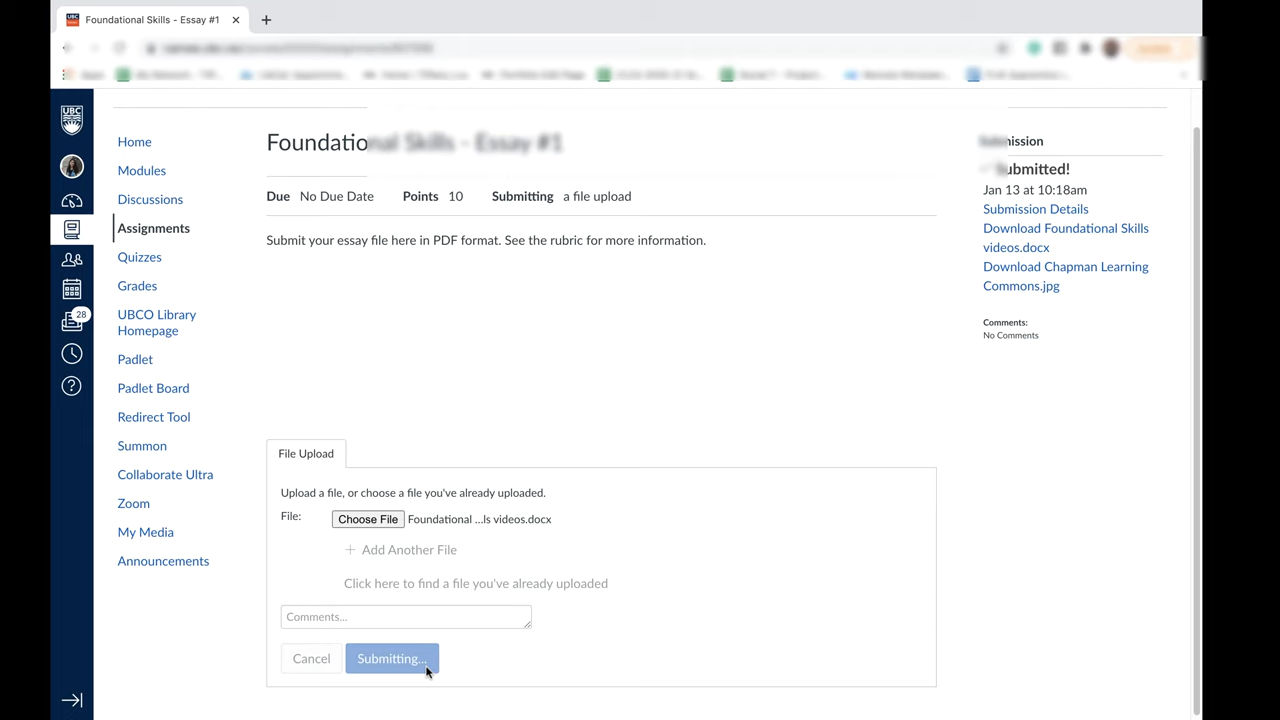 Foundational Skills - Essay #1
UBC
Home
Modules
Discussions
Assignments
Quizzes
Grades
UBCO Library
Homepage
Padlet
Padlet Board
Redirect Tool
Summon
Collaborate Ultra
Zoom
My Media
Announcements
28
Foundational Skills - Essay #1
Due No Due Date Points 10 Submitting a file upload
Submit your essay file here in PDF format. See the rubric for more information.
File Upload
Upload a file, or choose a file you've already uploaded.
File: Choose File Foundational ...ls videos.docx
+ Add Another File
Click here to find a file you've already uploaded
Comments...
Cancel Submitting...
Submission
Submitted!
Jan 13 at 10:18am
Submission Details
Download Foundational Skills
videos.docx
Download Chapman Learning
Commons.jpg
Comments:
No Comments